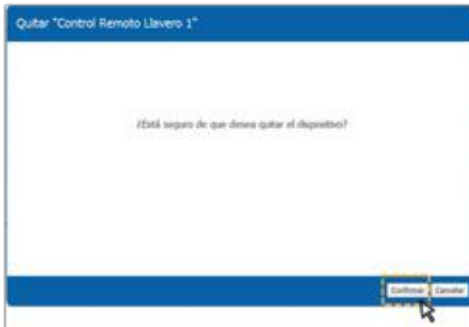 Quitar "Control Remoto Llavero 1"
¿Está seguro de que desea quitar el dispositivo?
Confirmar Cancelar